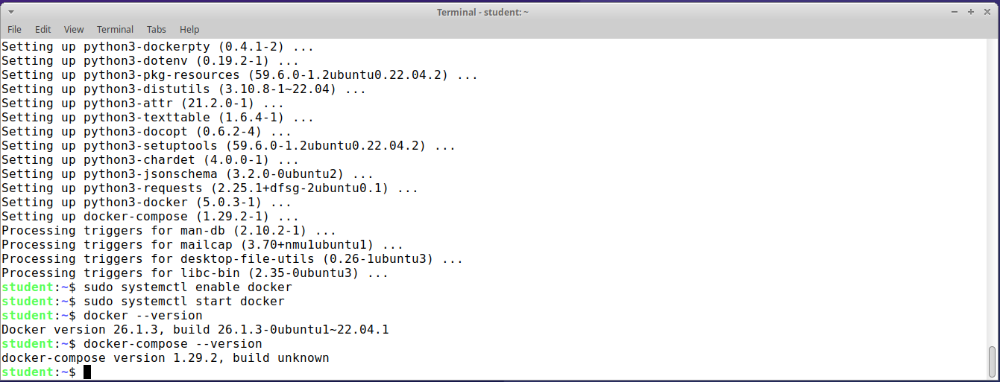 Terminal - student: ~
File Edit View Terminal Tabs Help
Setting up python3-dockerpty (0.4.1-2) ...
Setting up python3-dotenv (0.19.2-1) ...
Setting up python3-pkg-resources (59.6.0-1.2ubuntu0.22.04.2) ...
Setting up python3-distutils (3.10.8-1~22.04) ...
Setting up python3-attr (21.2.0-1) ...
Setting up python3-texttable (1.6.4-1) ...
Setting up python3-docopt (0.6.2-4) ...
Setting up python3-setuptools (59.6.0-1.2ubuntu0.22.04.2) ...
Setting up python3-chardet (4.0.0-1) ...
Setting up python3-jsonschema (3.2.0-0ubuntu2) ...
Setting up python3-requests (2.25.1+dfsg-2ubuntu0.1) ...
Setting up python3-docker (5.0.3-1) ...
Setting up docker-compose (1.29.2-1) ...
Processing triggers for man-db (2.10.2-1) ...
Processing triggers for mailcap (3.70+nmu1ubuntu1) ...
Processing triggers for desktop-file-utils (0.26-1ubuntu3) ...
Processing triggers for libc-bin (2.35-0ubuntu3) ...
student:~$ sudo systemctl enable docker
student:~$ sudo systemctl start docker
student:~$ docker --version
Docker version 26.1.3, build 26.1.3-0ubuntu1~22.04.1
student:~$ docker-compose --version
docker-compose version 1.29.2, build unknown
student:~$